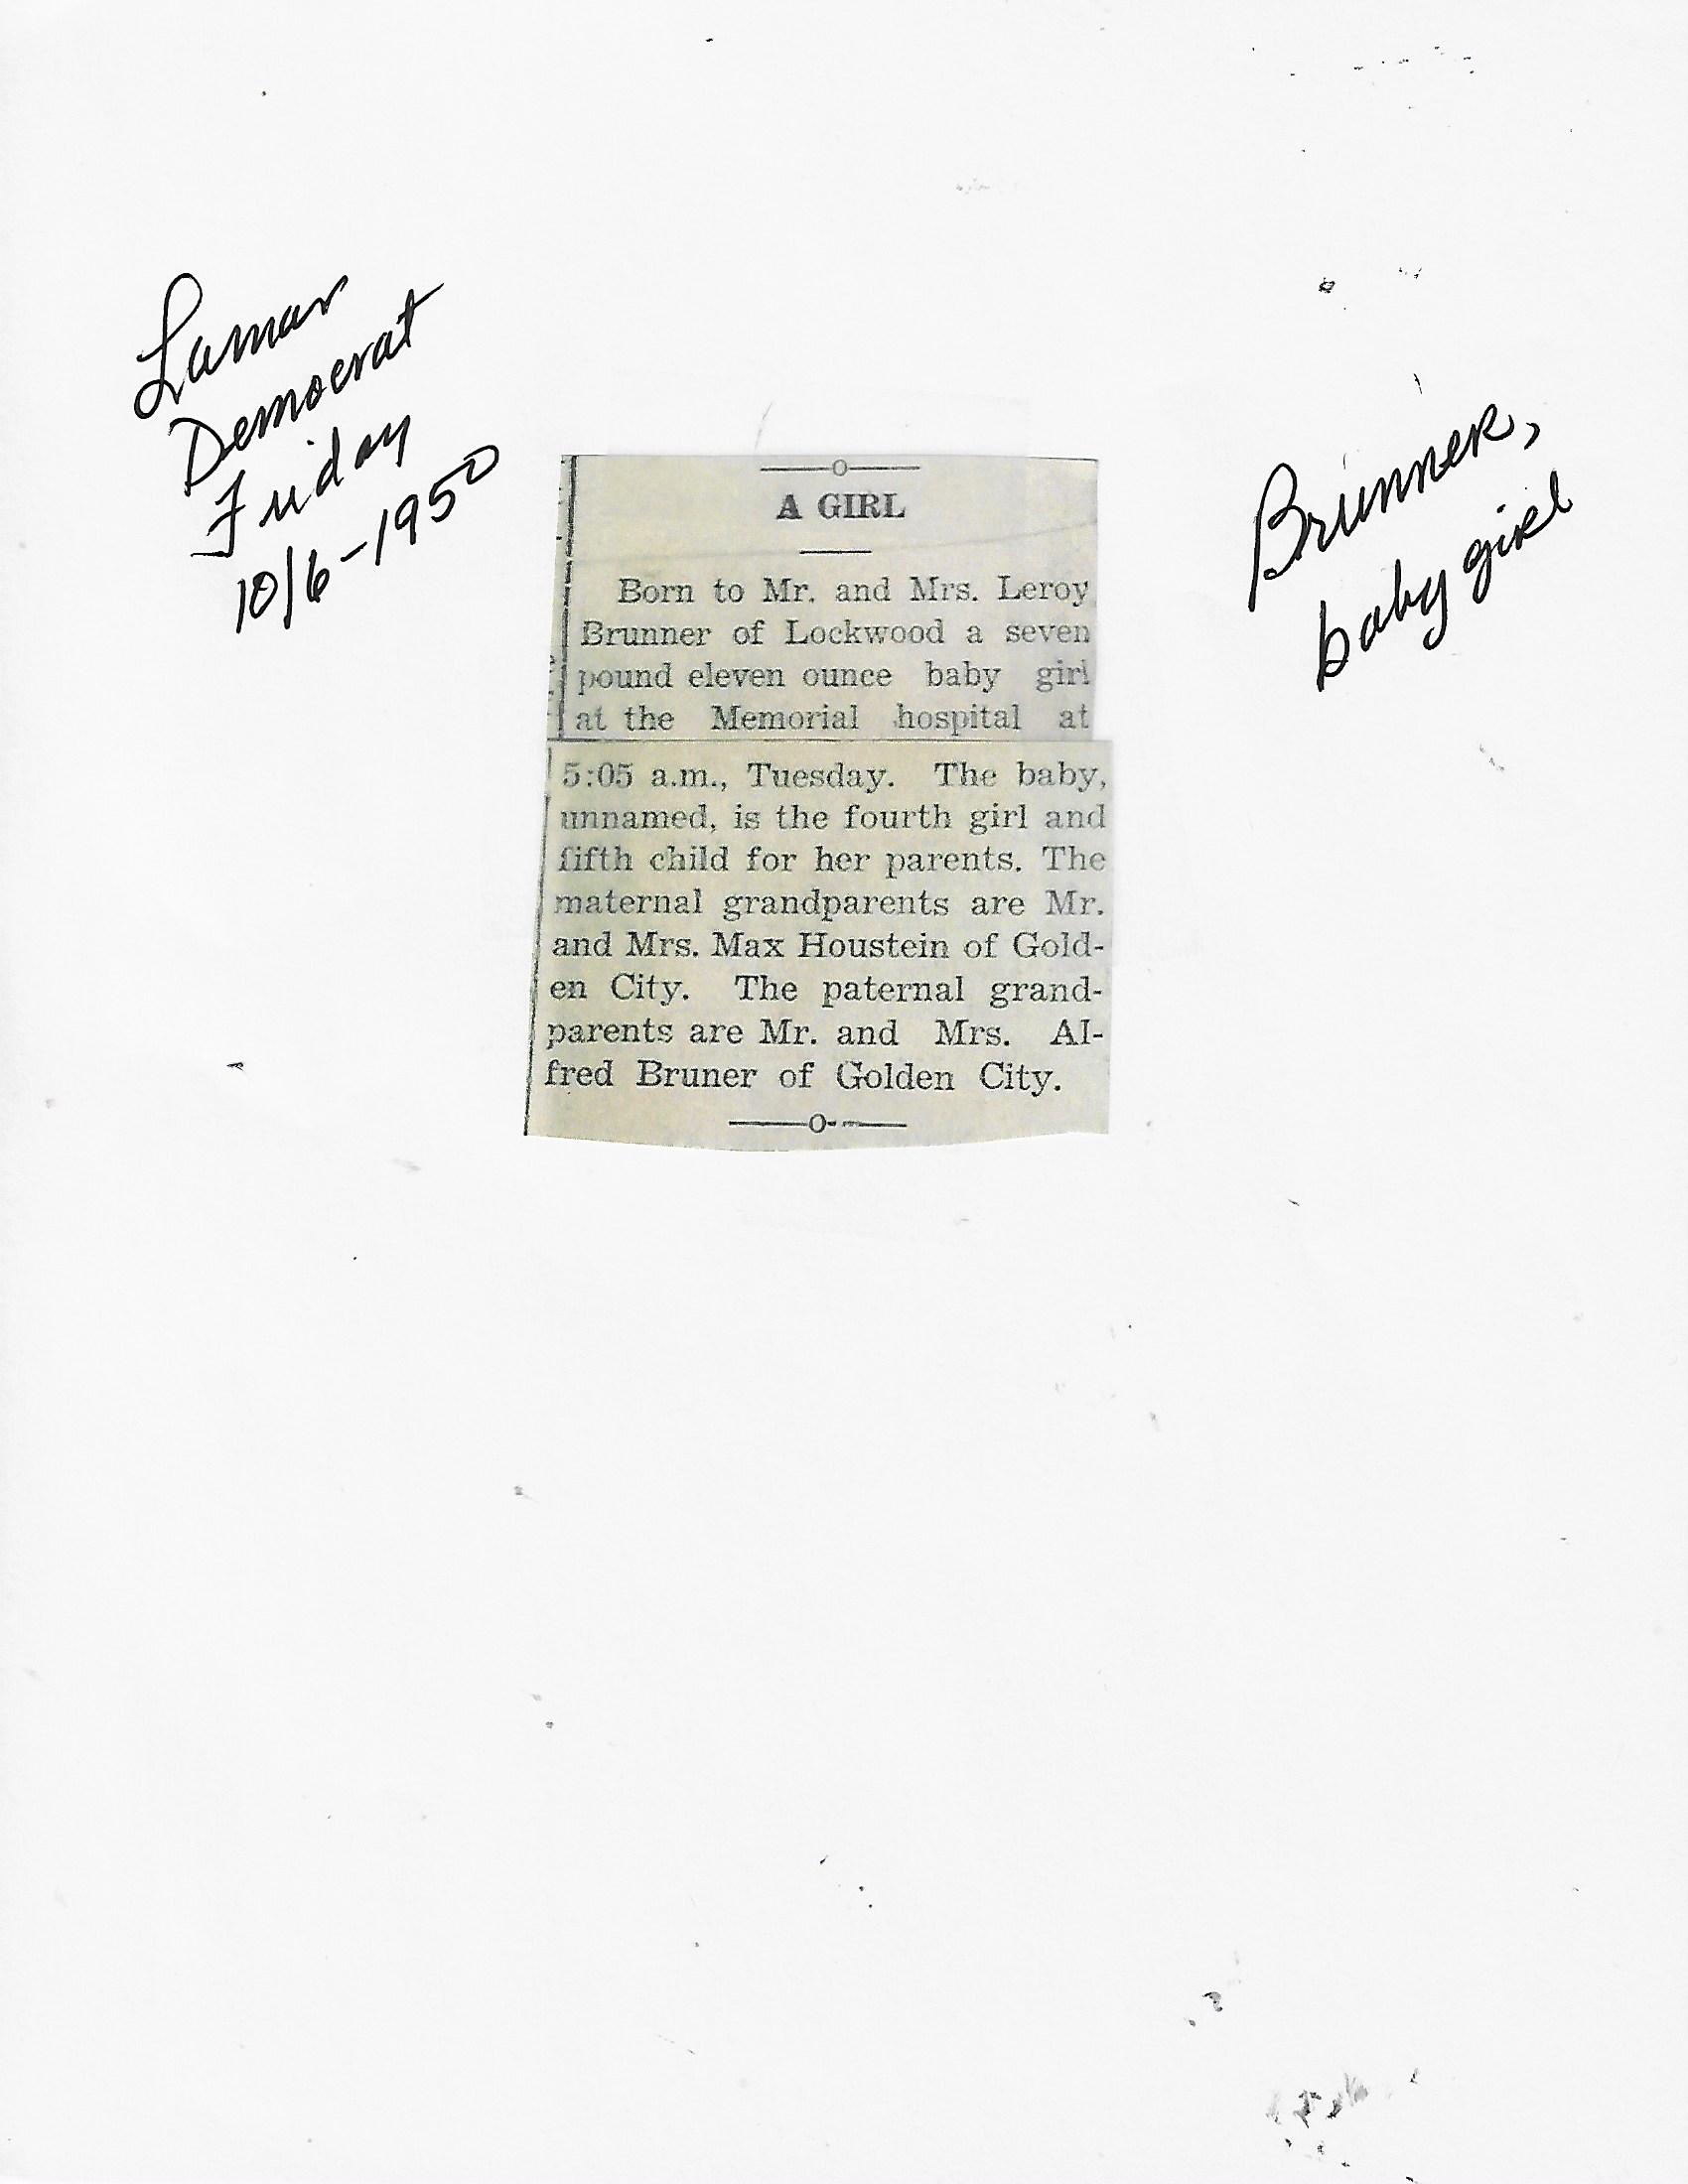 Lamar
Democrat
Friday
10/6-1950
Brunner,
baby girl
A GIRL
Born to Mr. and Mrs. Leroy
Brunner of Lockwood a seven
pound eleven ounce baby girl
at the Memorial hospital at
5:05 a.m., Tuesday. The baby,
unnamed, is the fourth girl and
fifth child for her parents. The
maternal grandparents are Mr.
and Mrs. Max Houstein of Gold-
en City. The paternal grand-
parents are Mr. and Mrs. Al-
fred Bruner of Golden City.